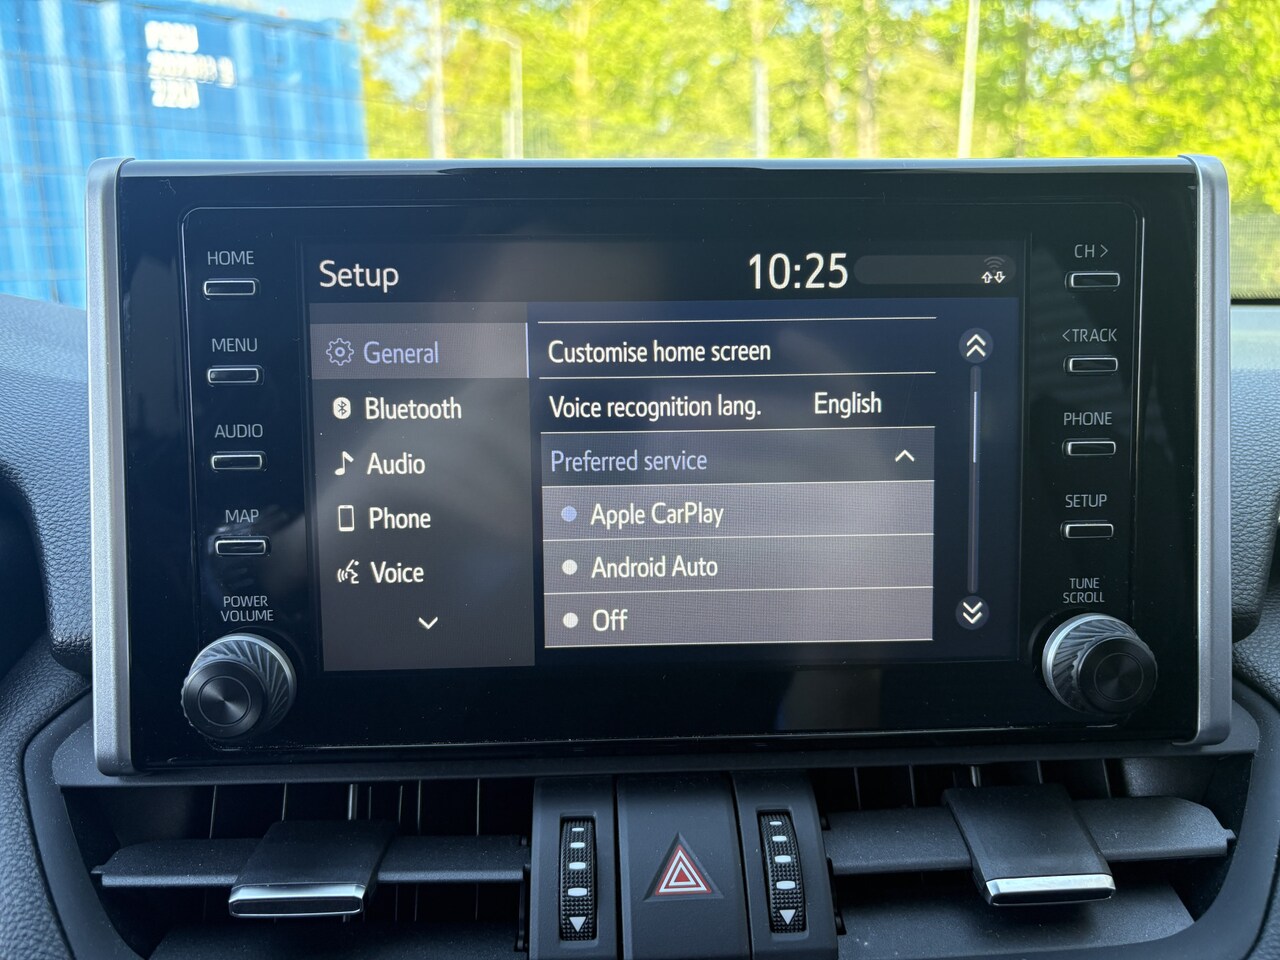 22U1
HOME
MENU
AUDIO
MAP
POWER
VOLUME
Setup
10:25
General
Bluetooth
Audio
Phone
Voice
Customise home screen
Voice recognition lang. English
Preferred service
Apple CarPlay
Android Auto
Off
CH >
< TRACK
PHONE
SETUP
TUNE
SCROLL